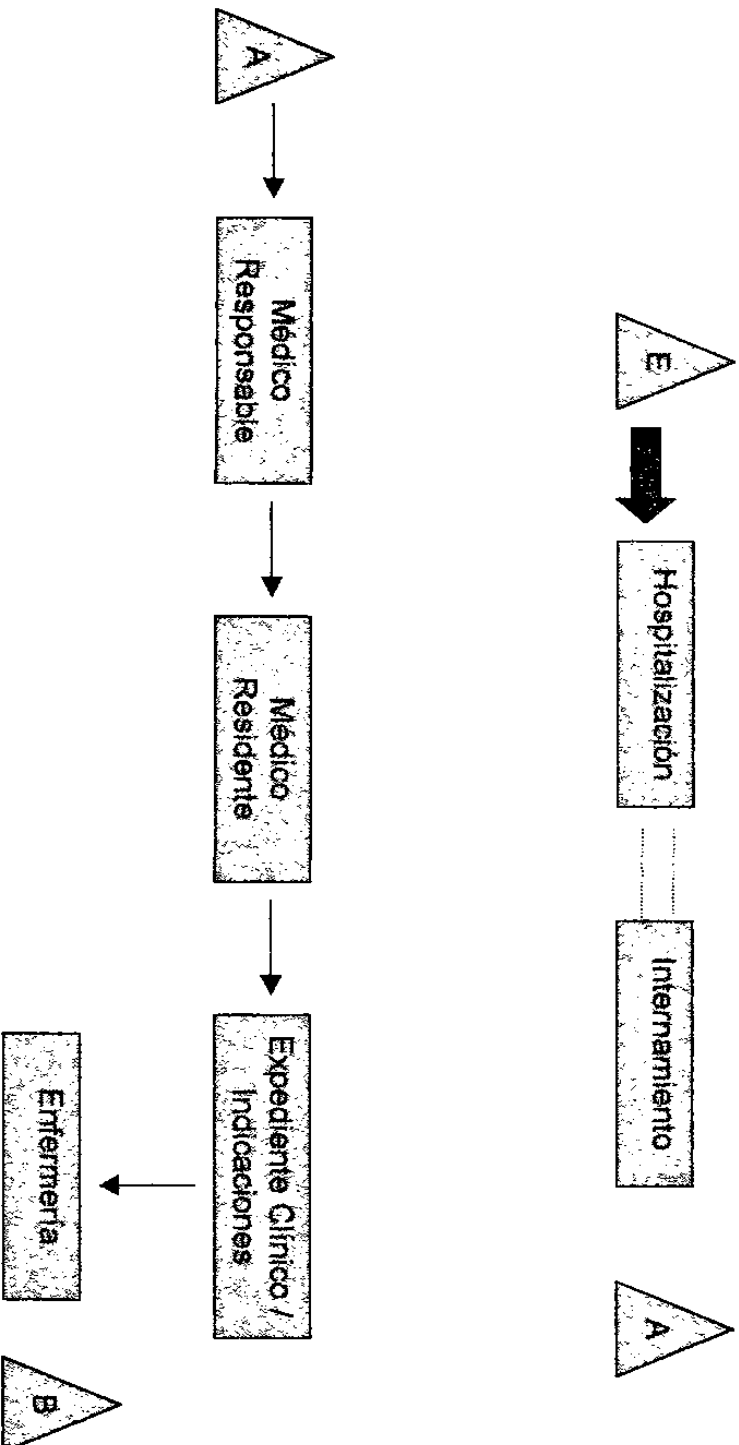 E
Hospitalización
Internamiento
A
A
Médico
Responsable
Médico
Residente
Expediente Clínico /
Indicaciones
Enfermería
B